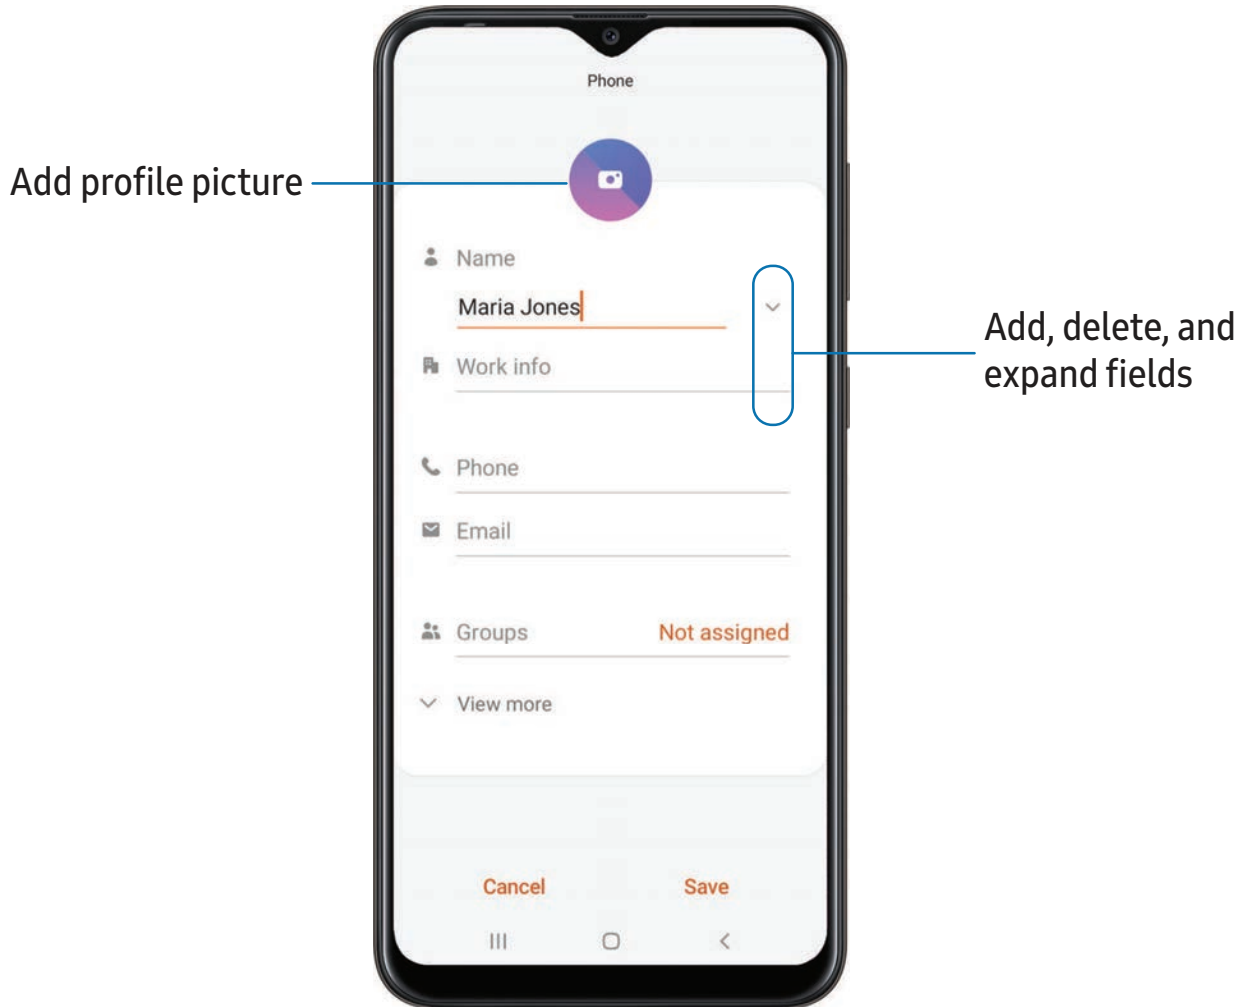 Phone
Add profile picture
Name
Maria Jones
Add, delete, and
expand fields
Work info
Phone
Email
Groups Not assigned
View more
Cancel Save